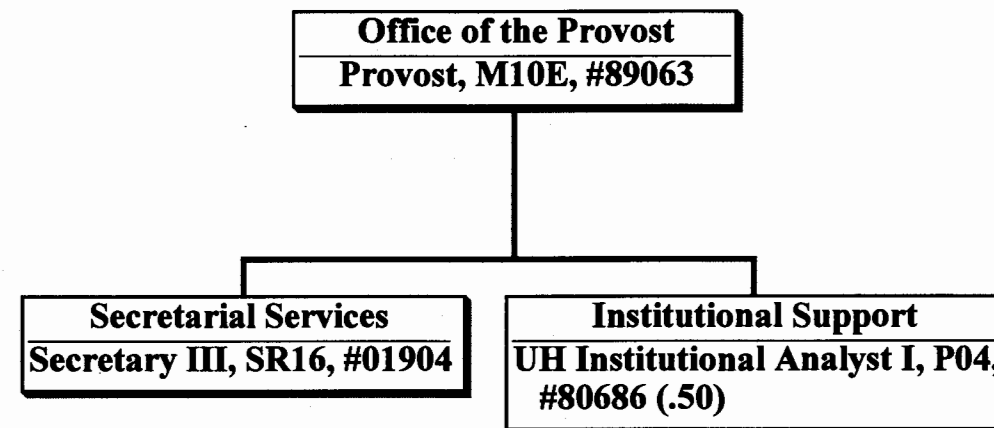 Office of the Provost
Provost, M10E, #89063
Secretarial Services
Secretary III, SR16, #01904
Institutional Support
UH Institutional Analyst I, P04,
#80686 (.50)